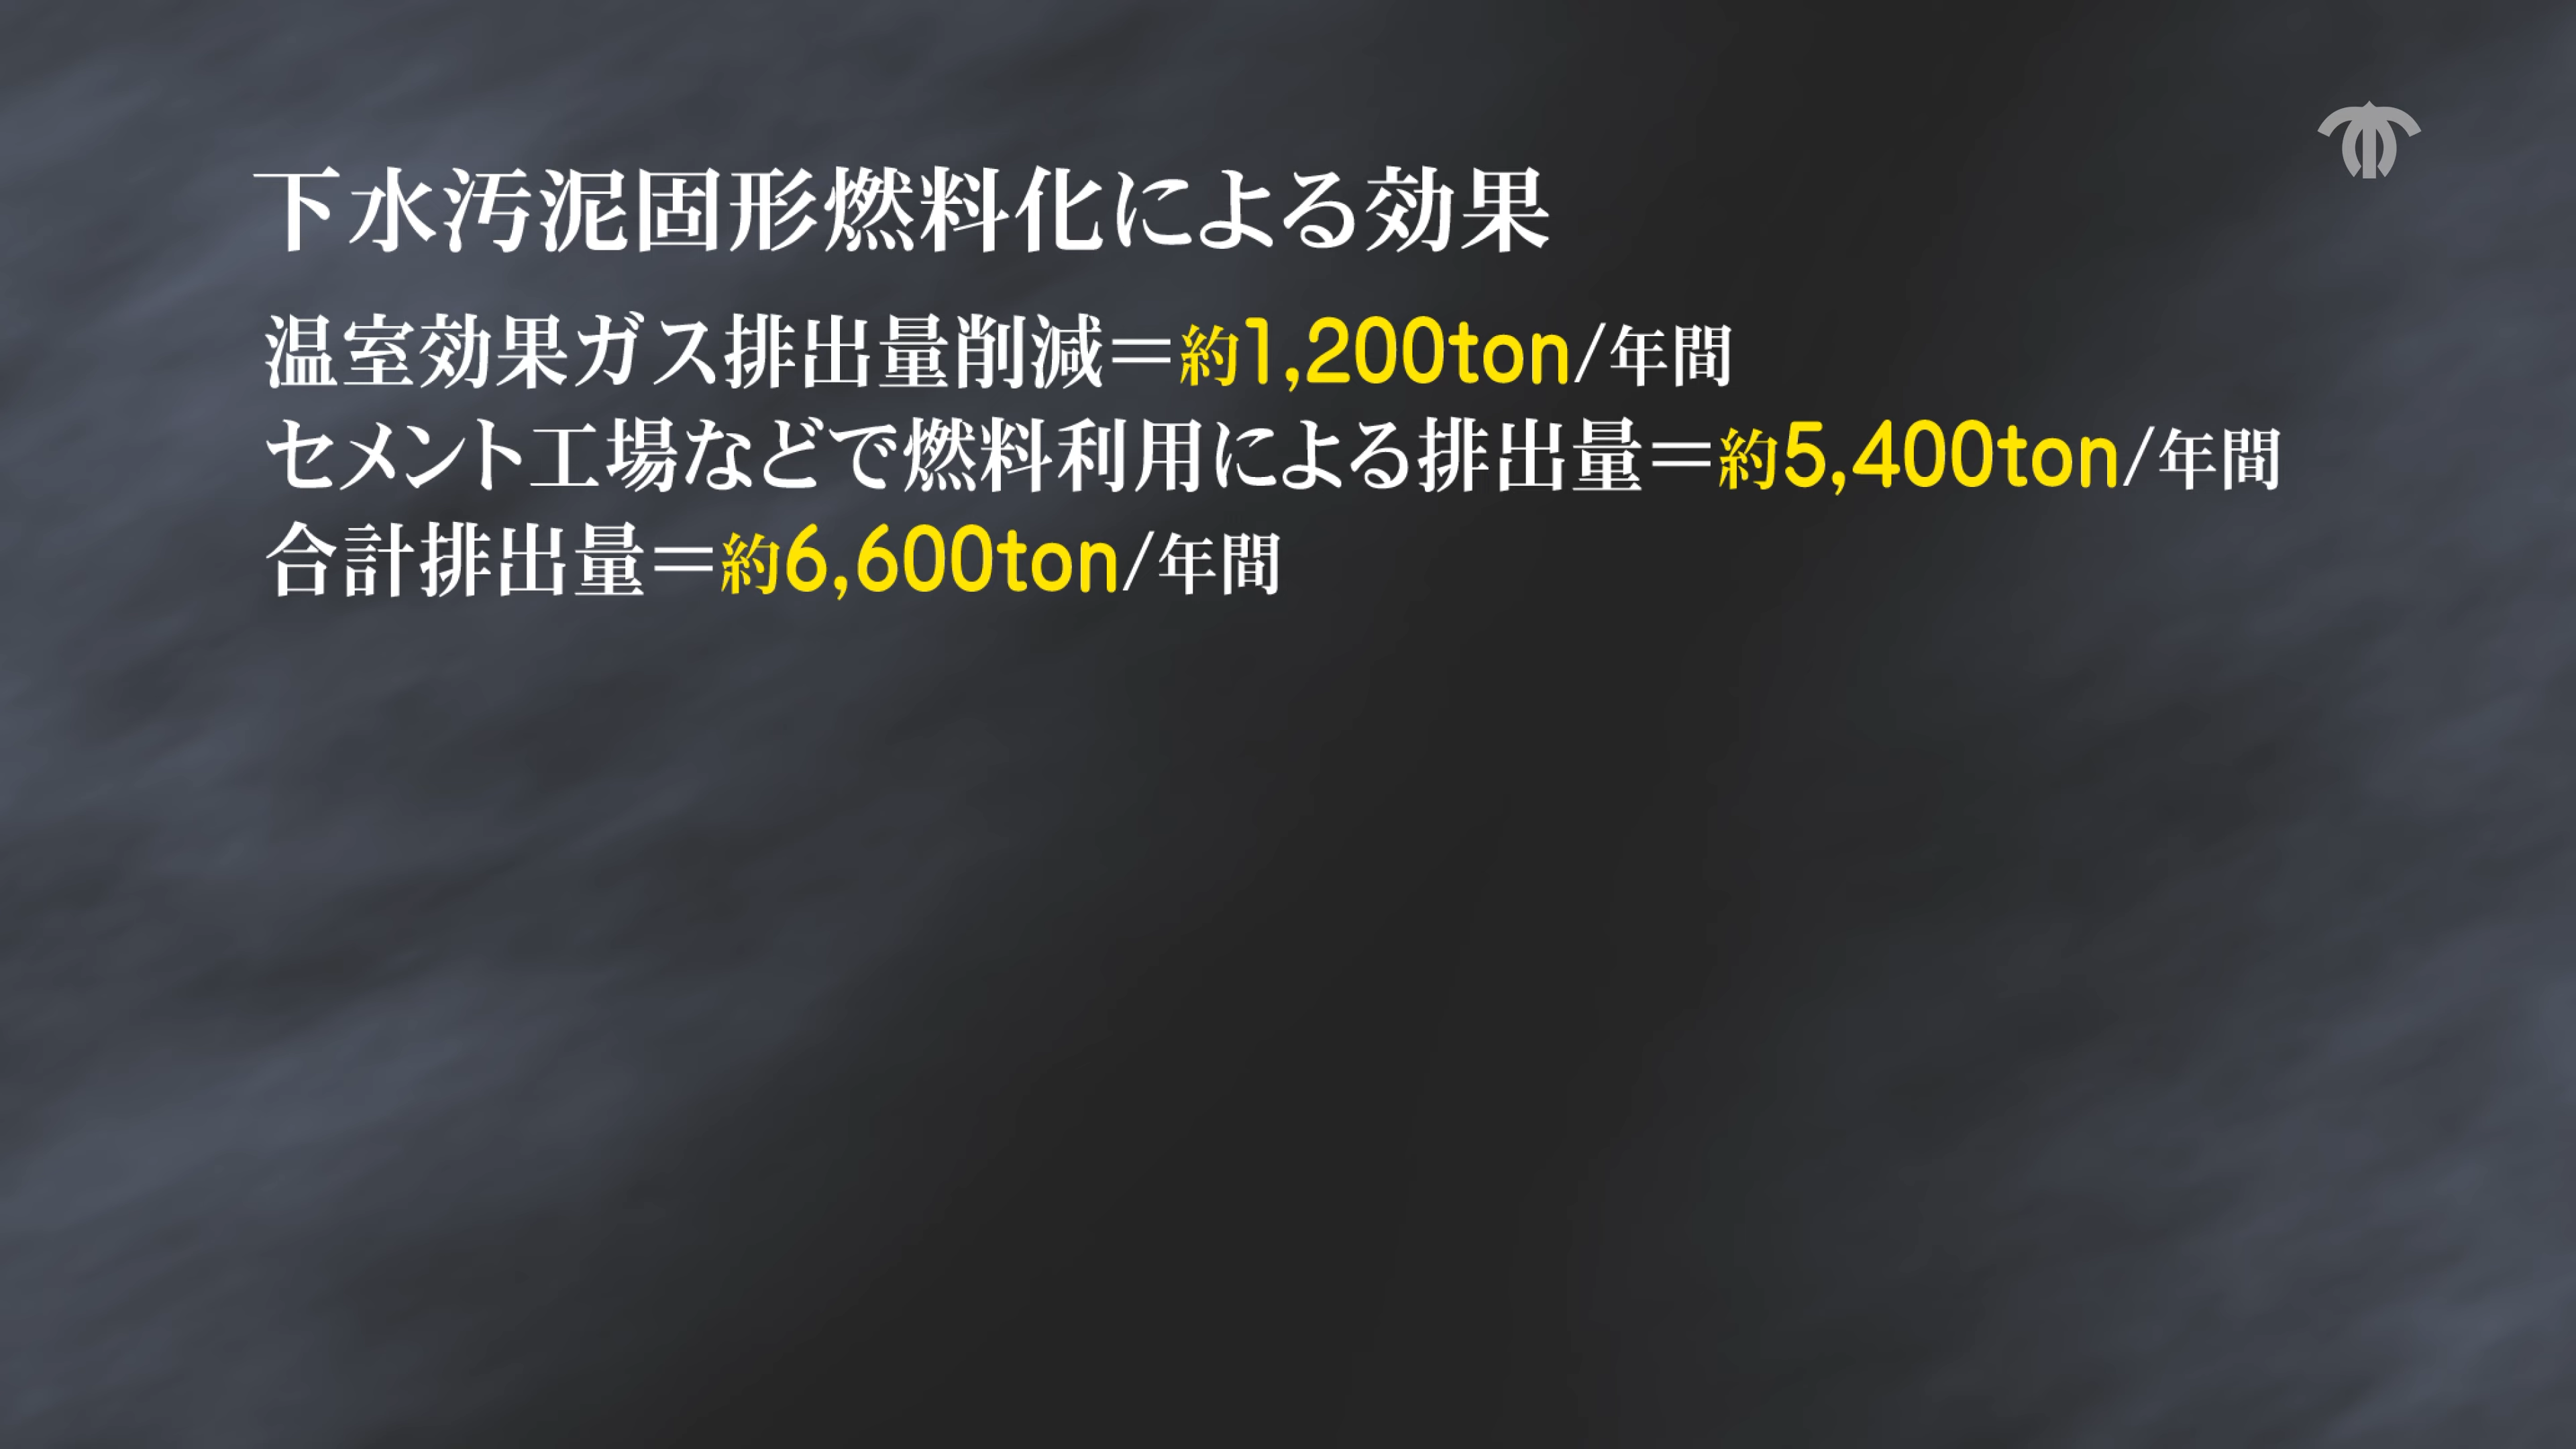 下水汚泥固形燃料化による効果
温室効果ガス排出量削減＝約1,200ton/年間
セメント工場などで燃料利用による排出量＝約5,400ton/年間
合計排出量＝約6,600ton/年間